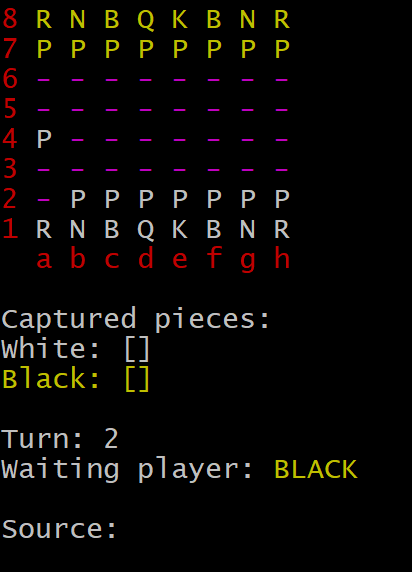 8 R N B Q K B N R
7 P P P P P P P P
6 - - - - - - - -
5 - - - - - - - -
4 P - - - - - - -
3 - - - - - - - -
2 - P P P P P P P
1 R N B Q K B N R
a b c d e f g h
Captured pieces:
White: []
Black: []
Turn: 2
Waiting player: BLACK
Source: